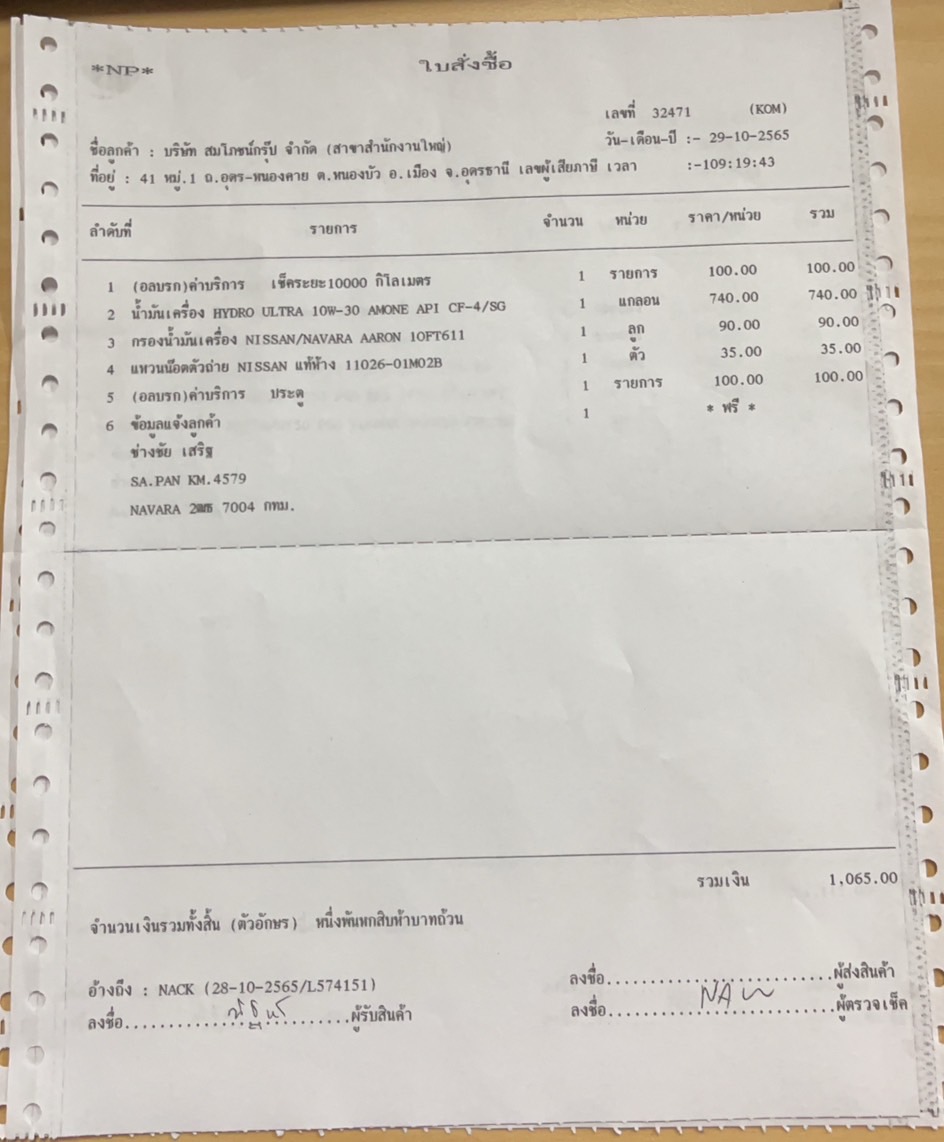 *NP* ใบสั่งซื้อ
เลขที่ 32471 (KOM)
ชื่อลูกค้า : บริษัท สมโภชน์กรุ๊ป จำกัด (สาขาสำนักงานใหญ่) วัน-เดือน-ปี :- 29-10-2565
ที่อยู่ : 41 หมู่.1 ถ.อุดร-หนองคาย ต.หนองบัว อ.เมือง จ.อุดรธานี เลขผู้เสียภาษี เวลา :-109:19:43
ลำดับที่ รายการ จำนวน หน่วย ราคา/หน่วย รวม
1 (อลบรก)ค่าบริการ เช็คระยะ10000 กิโลเมตร 1 รายการ 100.00 100.00
2 น้ำมันเครื่อง HYDRO ULTRA 10W-30 AMONE API CF-4/SG 1 แกลอน 740.00 740.00
3 กรองน้ำมันเครื่อง NISSAN/NAVARA AARON 1OFT611 1 ลูก 90.00 90.00
4 แหวนน๊อตตัวถ่าย NISSAN แท้ห้าง 11026-01M02B 1 ตัว 35.00 35.00
5 (อลบรก)ค่าบริการ ประตู 1 รายการ 100.00 100.00
6 ข้อมูลแจ้งลูกค้า 1 * ฟรี *
ช่างชัย เสริฐ
SA.PAN KM.4579
NAVARA 7004 กทม.
รวมเงิน 1,065.00
จำนวนเงินรวมทั้งสิ้น (ตัวอักษร) หนึ่งพันหกสิบห้าบาทถ้วน
อ้างถึง : NACK (28-10-2565/L574151) ลงชื่อ..........................ผู้ส่งสินค้า
ลงชื่อ..........................ผู้รับสินค้า ลงชื่อ..........................ผู้ตรวจเช็ค